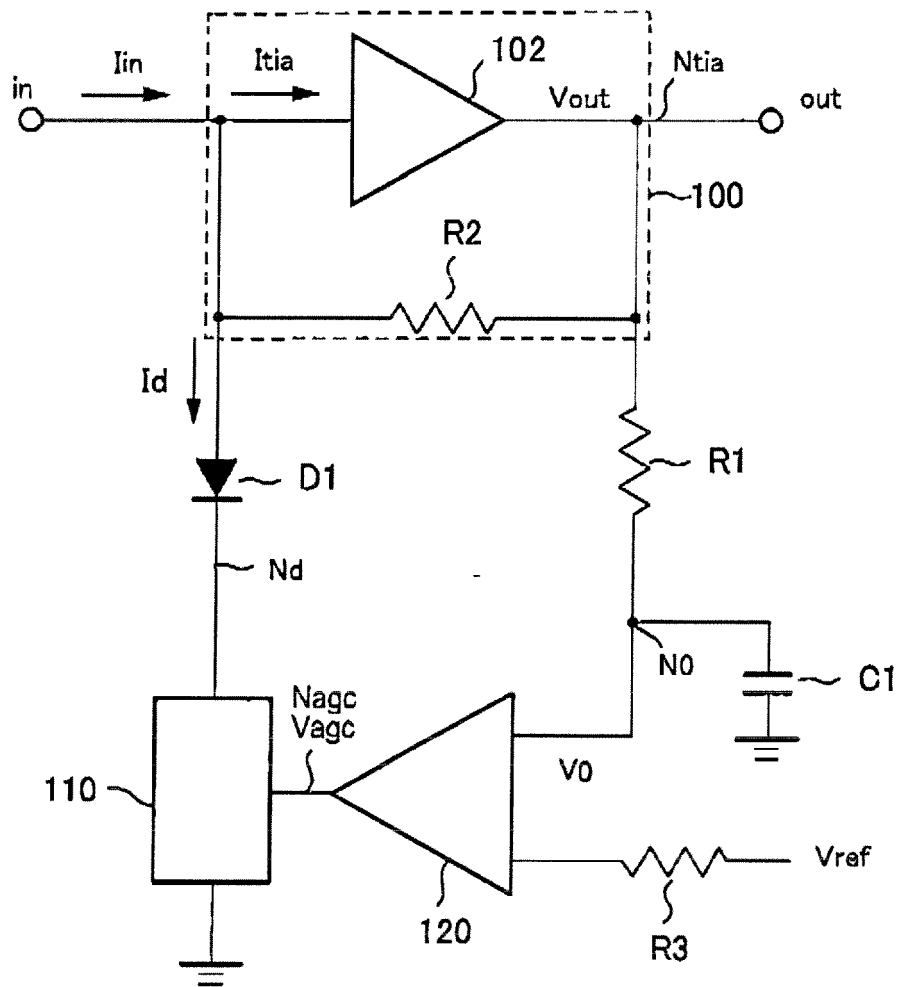 Iin
Itia
102
Ntia
in
Vout
out
100
R2
Id
R1
D1
Nd
N0
C1
Nagc
Vagc
110
V0
Vref
120
R3